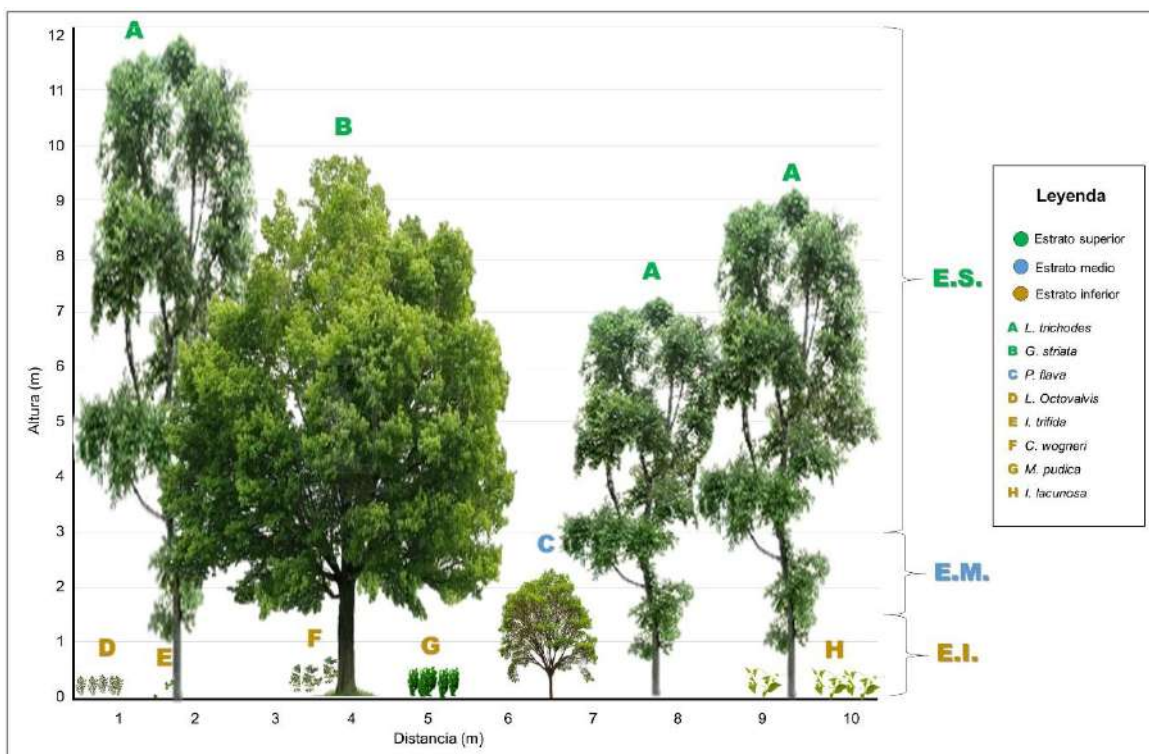 A
12
11
10
9
8
7
6
5
4
3
2
1
0
Altura (m)
B
A
A
C
D
E
F
G
H
1 2 3 4 5 6 7 8 9 10
Distancia (m)
E.S.
E.M.
E.I.
Leyenda
Estrato superior
Estrato medio
Estrato inferior
A L. trichodes
B G. striata
C P. flava
D L. Octovalvis
E I. trifida
F C. wogneri
G M. pudica
H I. lacunosa